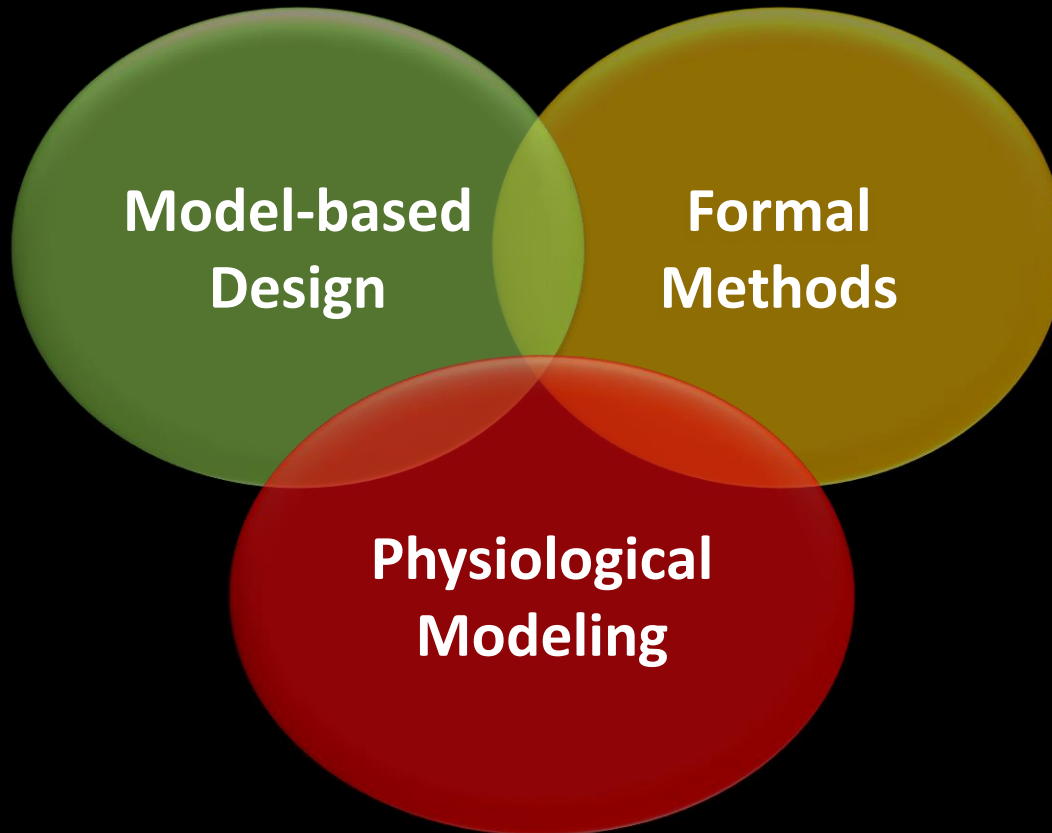 Model-based
Design
Formal
Methods
Physiological
Modeling